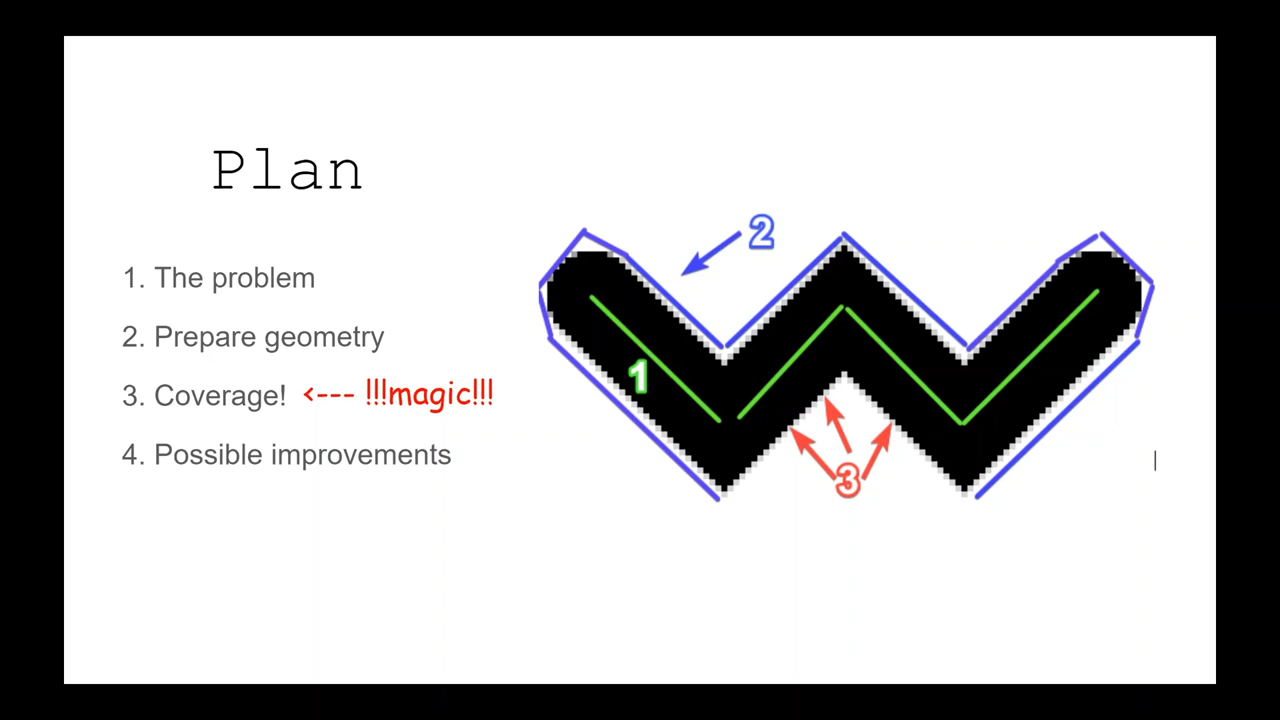 Plan
1. The problem
2. Prepare geometry
3. Coverage! <--- !!!magic!!!
4. Possible improvements
2
1
3